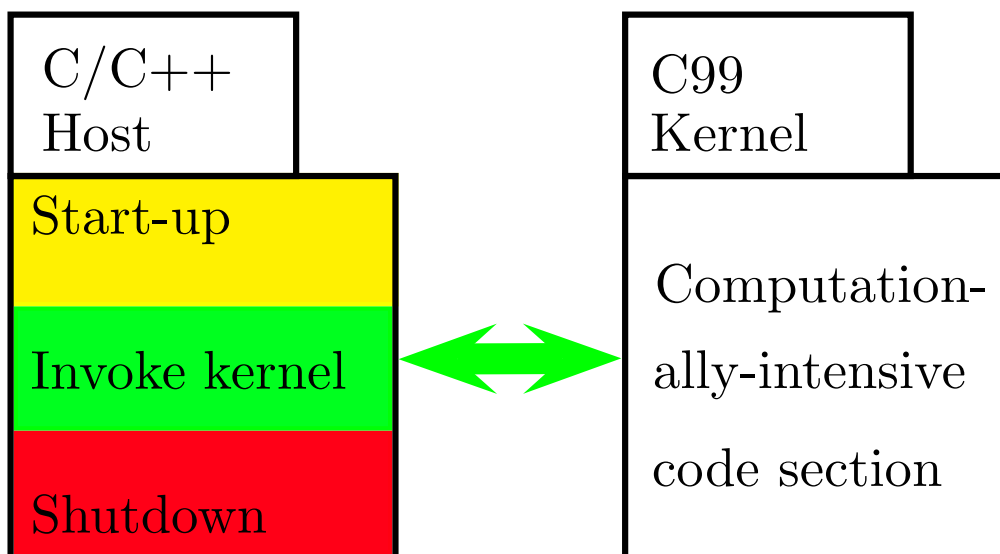 C/C++
Host
Start-up
Invoke kernel
Shutdown
C99
Kernel
Computation-
ally-intensive
code section